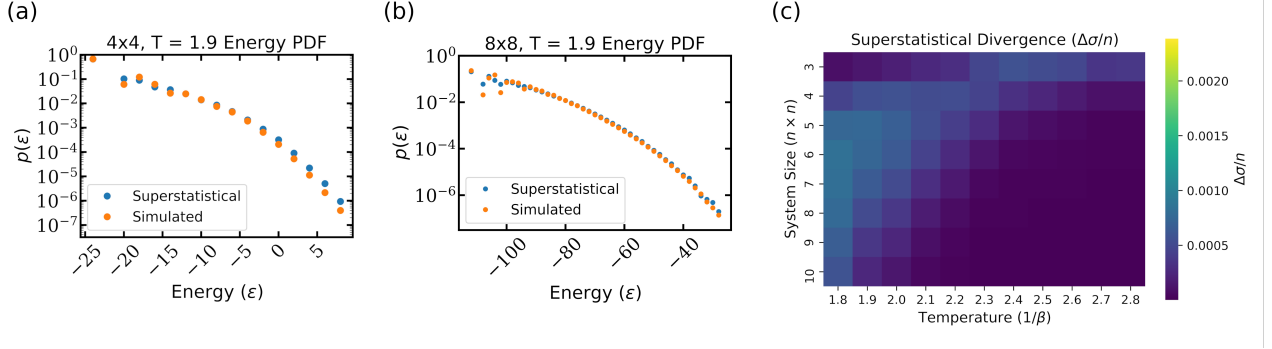 (a)
4x4, T = 1.9 Energy PDF
p(ε)
10⁰
10⁻¹
10⁻²
10⁻³
10⁻⁴
10⁻⁵
10⁻⁶
10⁻⁷
Superstatistical
Simulated
−25 −20 −15 −10 −5 0 5
Energy (ε)
(b)
8x8, T = 1.9 Energy PDF
p(ε)
10⁰
10⁻²
10⁻⁴
10⁻⁶
Superstatistical
Simulated
−100 −80 −60 −40
Energy (ε)
(c)
Superstatistical Divergence (Δσ/n)
System Size (n × n)
3
4
5
6
7
8
9
10
1.8 1.9 2.0 2.1 2.2 2.3 2.4 2.5 2.6 2.7 2.8
Temperature (1/β)
0.0020
0.0015
0.0010
0.0005
Δσ/n